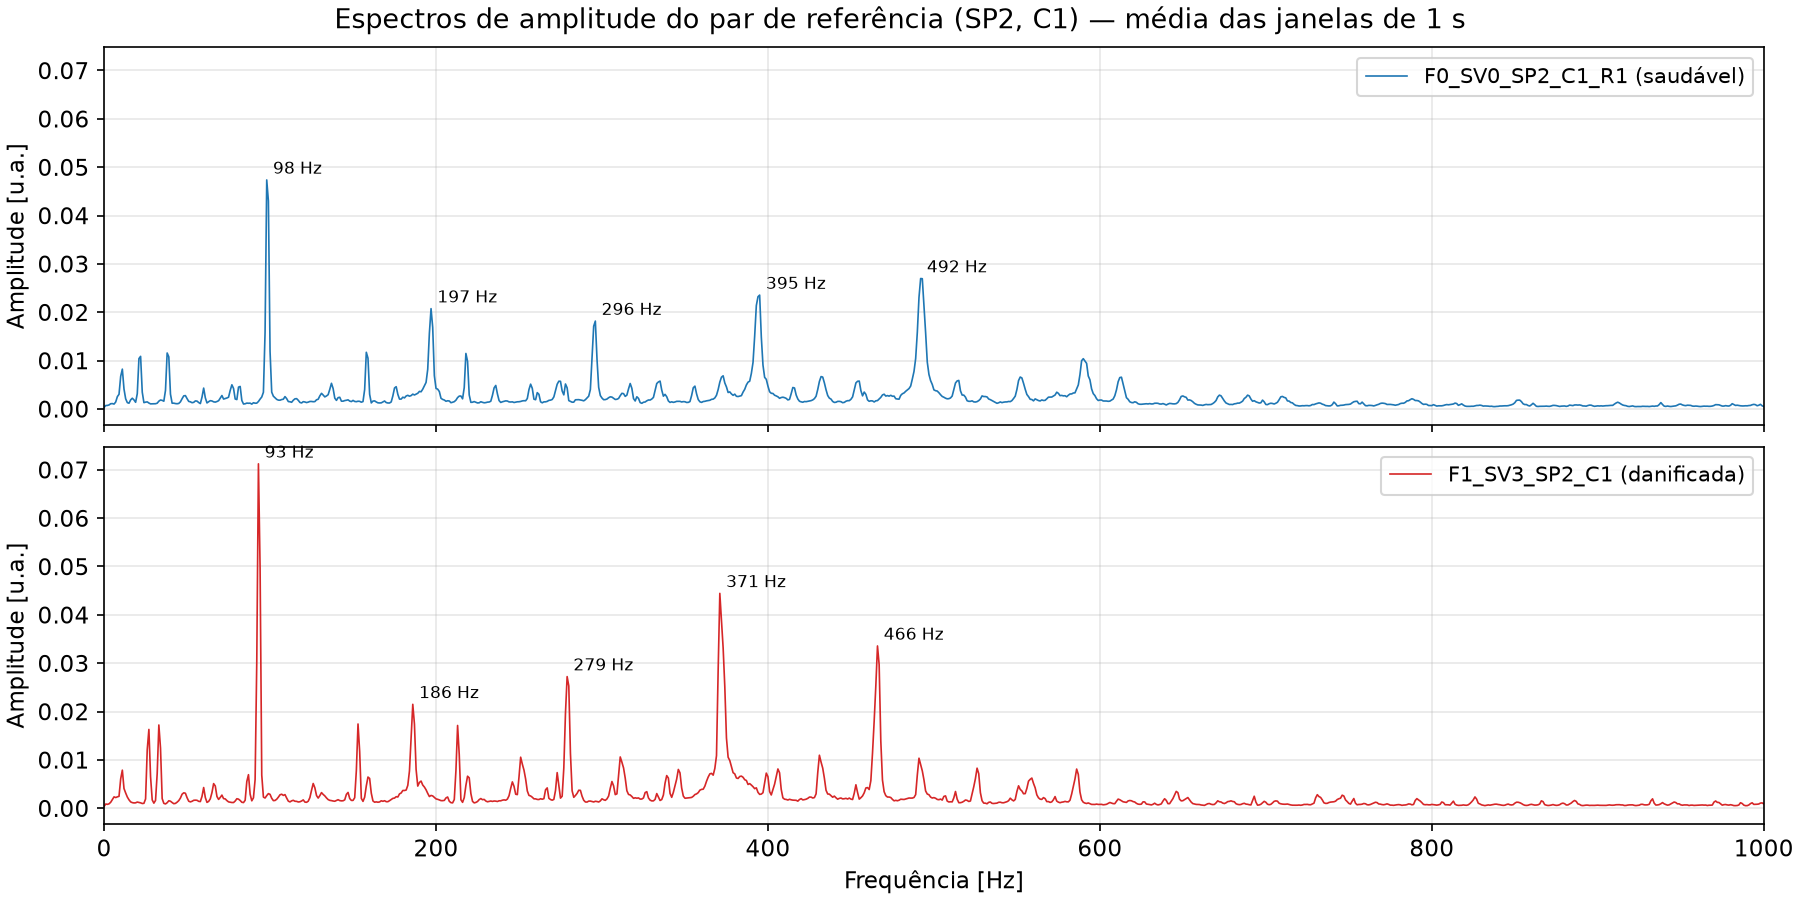 Espectros de amplitude do par de referência (SP2, C1) — média das janelas de 1 s
Amplitude [u.a.]
0.07
0.06
0.05
0.04
0.03
0.02
0.01
0.00
F0_SV0_SP2_C1_R1 (saudável)
98 Hz
197 Hz
296 Hz
395 Hz
492 Hz
Amplitude [u.a.]
0.07
0.06
0.05
0.04
0.03
0.02
0.01
0.00
F1_SV3_SP2_C1 (danificada)
93 Hz
186 Hz
279 Hz
371 Hz
466 Hz
0 200 400 600 800 1000
Frequência [Hz]